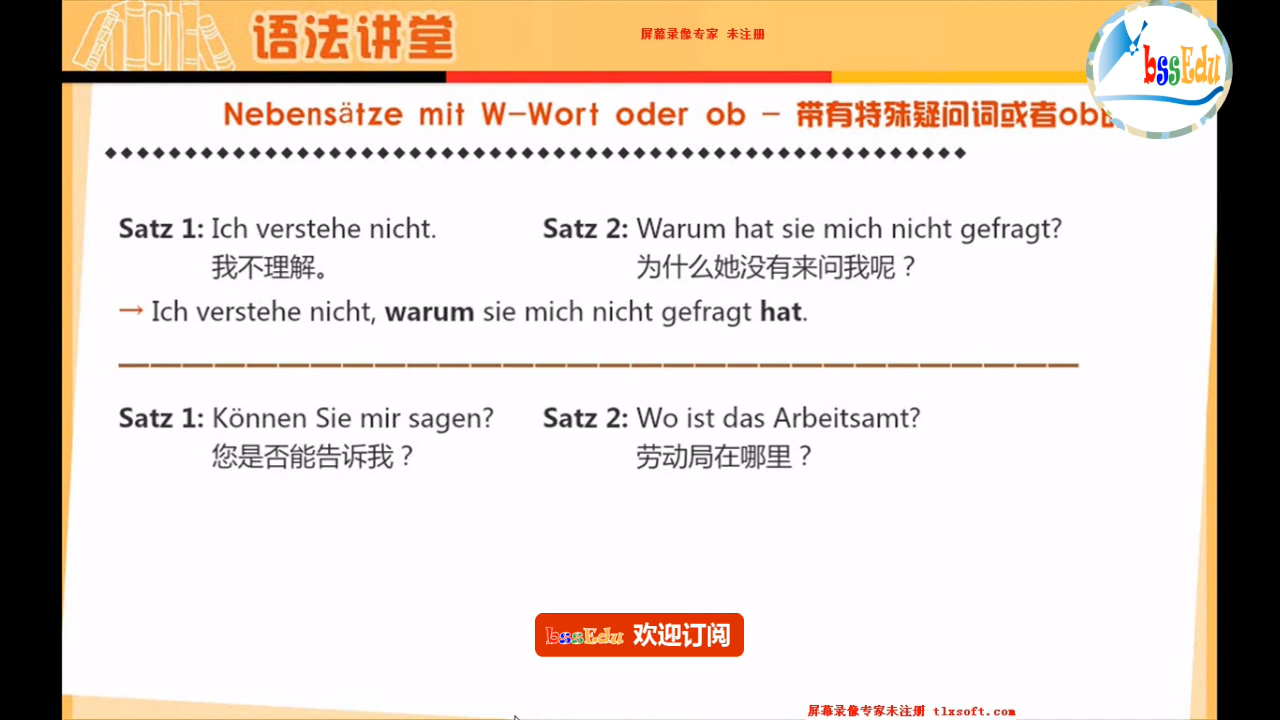 语法讲堂
屏幕录像专家 未注册
bssEdu
Nebensätze mit W-Wort oder ob - 带有特殊疑问词或者ob
Satz 1: Ich verstehe nicht. Satz 2: Warum hat sie mich nicht gefragt?
我不理解。 为什么她没有来问我呢？
→ Ich verstehe nicht, warum sie mich nicht gefragt hat.
Satz 1: Können Sie mir sagen? Satz 2: Wo ist das Arbeitsamt?
您是否能告诉我？ 劳动局在哪里？
bssEdu 欢迎订阅
屏幕录像专家未注册 tlxsoft.com